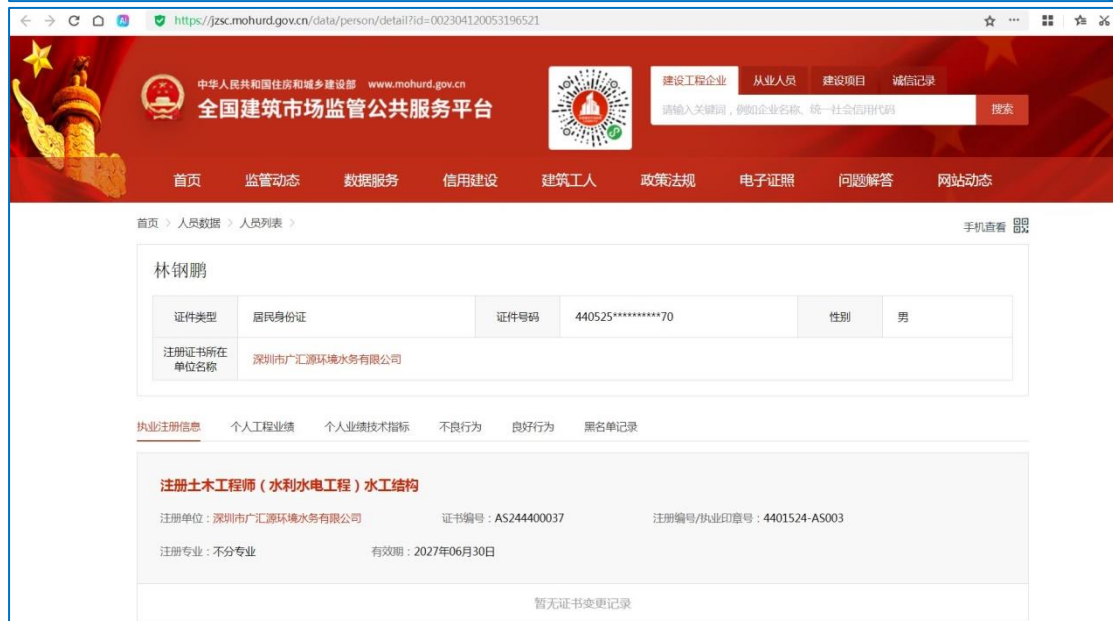 https://jzsc.mohurd.gov.cn/data/person/detail?id=002304120053196521
中华人民共和国住房和城乡建设部 www.mohurd.gov.cn
全国建筑市场监管公共服务平台
建设工程企业 从业人员 建设项目 诚信记录
请输入关键词，例如企业名称、统一社会信用代码 搜索
首页 监管动态 数据服务 信用建设 建筑工人 政策法规 电子证照 问题解答 网站动态
首页 > 人员数据 > 人员列表 >
手机查看
林钢鹏
证件类型 居民身份证 证件号码 440525**********70 性别 男
注册证书所在
单位名称
深圳市广汇源环境水务有限公司
执业注册信息 个人工程业绩 个人业绩技术指标 不良行为 良好行为 黑名单记录
注册土木工程师（水利水电工程）水工结构
注册单位：深圳市广汇源环境水务有限公司 证书编号：AS244400037 注册编号/执业印章号：4401524-AS003
注册专业：不分专业 有效期：2027年06月30日
暂无证书变更记录